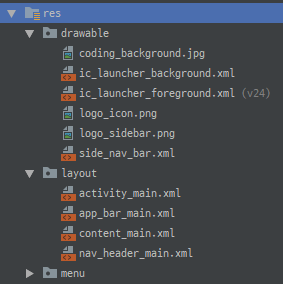 res
drawable
coding_background.jpg
ic_launcher_background.xml
ic_launcher_foreground.xml (v24)
logo_icon.png
logo_sidebar.png
side_nav_bar.xml
layout
activity_main.xml
app_bar_main.xml
content_main.xml
nav_header_main.xml
menu